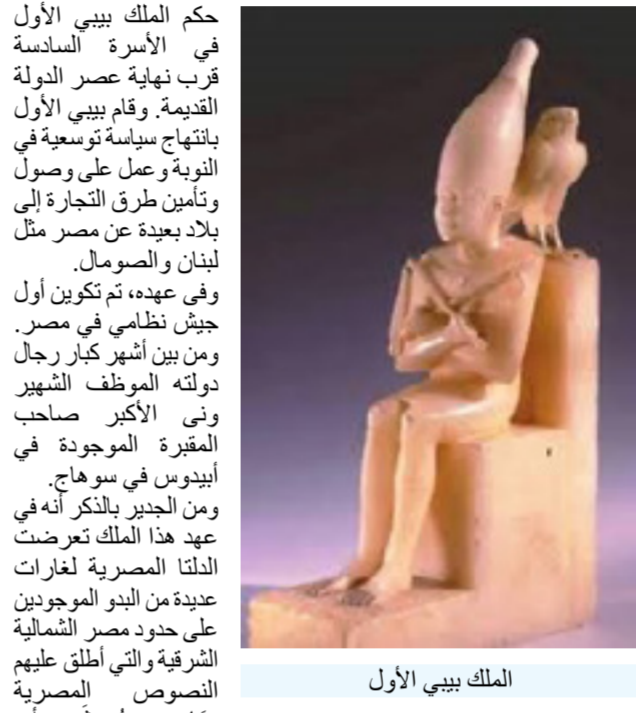 حكم الملك بيبي الأول
في الأسرة السادسة
قرب نهاية عصر الدولة
القديمة. وقام بيبي الأول
بانتهاج سياسة توسعية في
النوبة وعمل على وصول
وتأمين طرق التجارة إلى
بلاد بعيدة عن مصر مثل
لبنان والصومال.
وفى عهده، تم تكوين أول
جيش نظامي في مصر.
ومن بين أشهر كبار رجال
دولته الموظف الشهير
ونى الأكبر صاحب
المقبرة الموجودة في
أبيدوس في سوهاج.
ومن الجدير بالذكر أنه في
عهد هذا الملك تعرضت
الدلتا المصرية لغارات
عديدة من البدو الموجودين
على حدود مصر الشمالية
الشرقية والتي أطلق عليهم
النصوص المصرية
الملك بيبي الأول